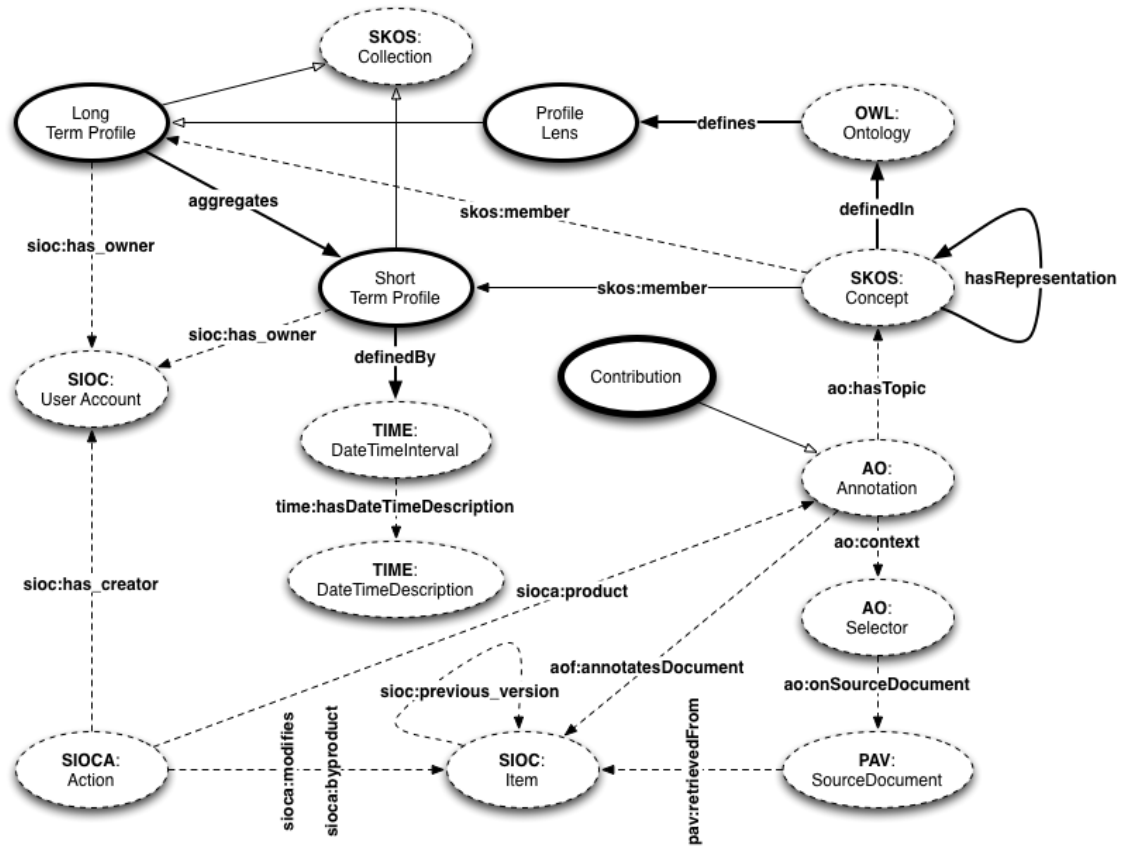 SKOS:
Collection
Long
Term Profile
Profile
Lens
OWL:
Ontology
defines
aggregates
skos:member
definedIn
sioc:has_owner
Short
Term Profile
skos:member
SKOS:
Concept
hasRepresentation
sioc:has_owner
definedBy
SIOC:
User Account
Contribution
ao:hasTopic
TIME:
DateTimeInterval
AO:
Annotation
time:hasDateTimeDescription
ao:context
TIME:
DateTimeDescription
sioc:has_creator
sioca:product
AO:
Selector
aof:annotatesDocument
sioc:previous_version
ao:onSourceDocument
SIOCA:
Action
sioca:modifies
sioca:byproduct
SIOC:
Item
pav:retrievedFrom
PAV:
SourceDocument